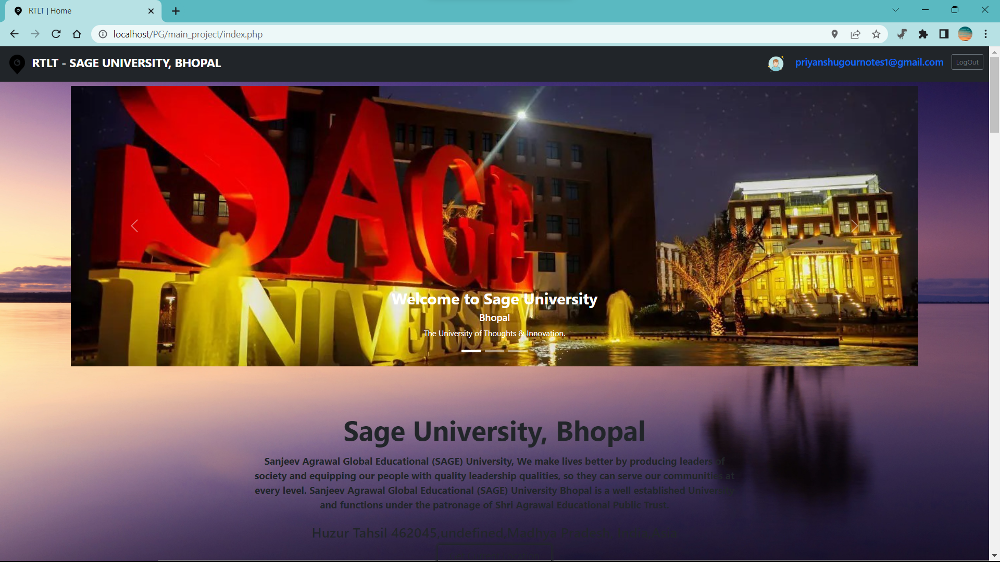 RTLT | Home
localhost/PG/main_project/index.php
RTLT - SAGE UNIVERSITY, BHOPAL
priyanshugournotes1@gmail.com
LogOut
SAGE
UNIVERSITY
Welcome to Sage University
Bhopal
The University of Thoughts & Innovation.
Sage University, Bhopal
Sanjeev Agrawal Global Educational (SAGE) University, We make lives better by producing leaders of
society and equipping our people with quality leadership qualities, so they can serve our communities at
every level. Sanjeev Agrawal Global Educational (SAGE) University Bhopal is a well established University
and functions under the patronage of Shri Agrawal Educational Public Trust.
Huzur Tahsil 462045,undefined,Madhya Pradesh, India,Asia